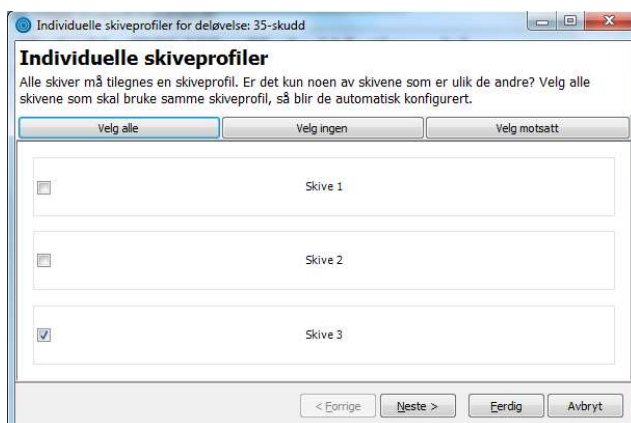 Individuelle skiveprofiler for deløvelse: 35-skudd
Individuelle skiveprofiler
Alle skiver må tilegnes en skiveprofil. Er det kun noen av skivene som er ulik de andre? Velg alle
skivene som skal bruke samme skiveprofil, så blir de automatisk konfigurert.
Velg alle Velg ingen Velg motsatt
Skive 1
Skive 2
Skive 3
< Forrige Neste > Ferdig Avbryt